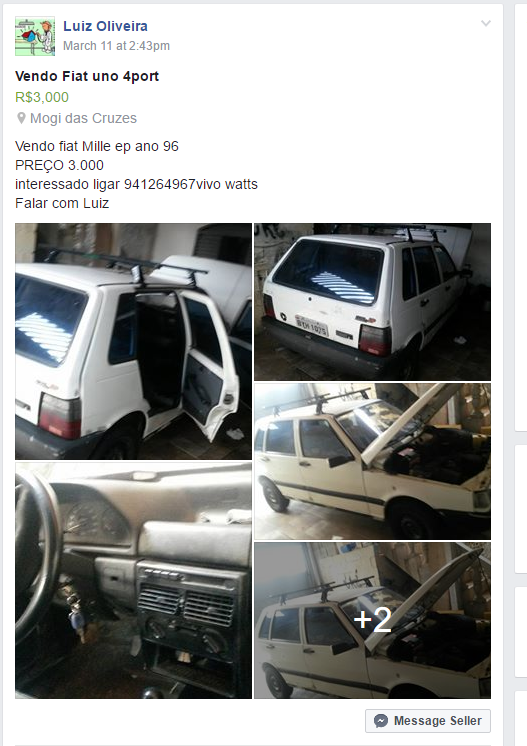 Luiz Oliveira
March 11 at 2:43pm
Vendo Fiat uno 4port
R$3,000
Mogi das Cruzes
Vendo fiat Mille ep ano 96
PREÇO 3.000
interessado ligar 941264967vivo watts
Falar com Luiz
+2
Message Seller